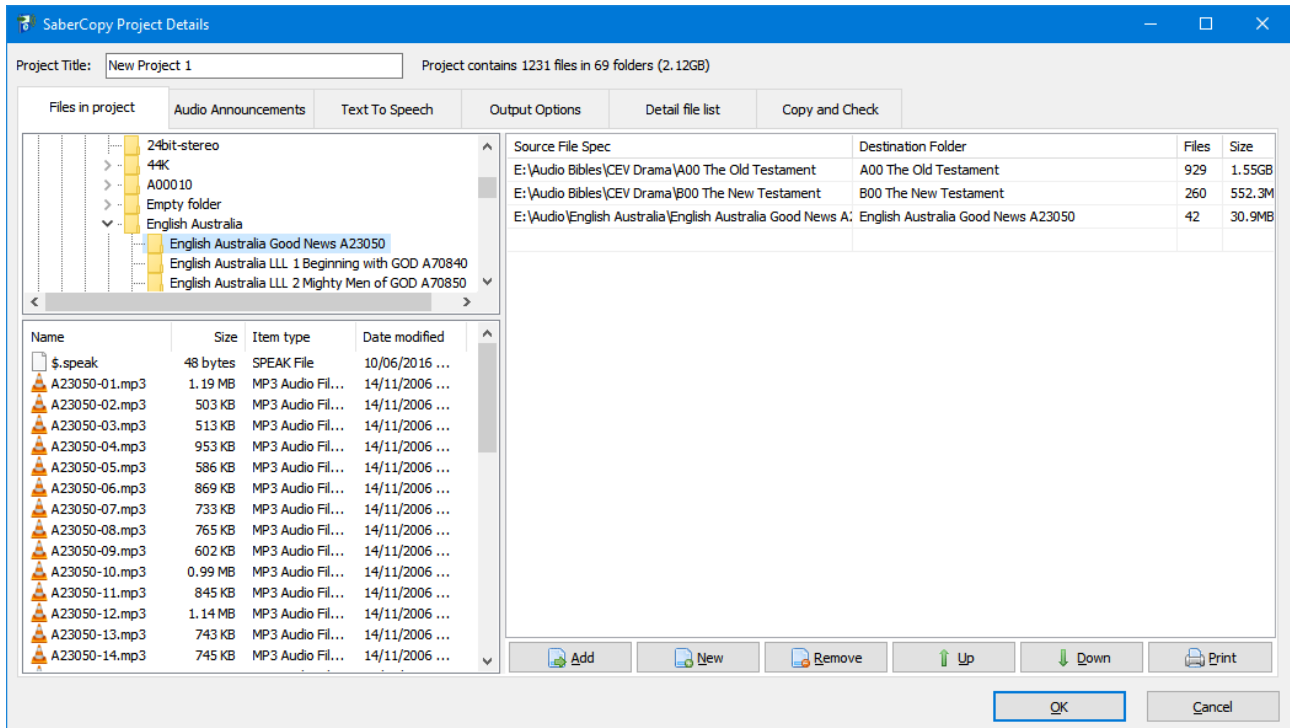 SaberCopy Project Details
Project Title: New Project 1 Project contains 1231 files in 69 folders (2.12GB)
Files in project Audio Announcements Text To Speech Output Options Detail file list Copy and Check
24bit-stereo
44K
A00010
Empty folder
English Australia
English Australia Good News A23050
English Australia LLL 1 Beginning with GOD A70840
English Australia LLL 2 Mighty Men of GOD A70850
Name Size Item type Date modified
$.speak 48 bytes SPEAK File 10/06/2016 ...
A23050-01.mp3 1.19 MB MP3 Audio Fil... 14/11/2006 ...
A23050-02.mp3 503 KB MP3 Audio Fil... 14/11/2006 ...
A23050-03.mp3 513 KB MP3 Audio Fil... 14/11/2006 ...
A23050-04.mp3 953 KB MP3 Audio Fil... 14/11/2006 ...
A23050-05.mp3 586 KB MP3 Audio Fil... 14/11/2006 ...
A23050-06.mp3 869 KB MP3 Audio Fil... 14/11/2006 ...
A23050-07.mp3 733 KB MP3 Audio Fil... 14/11/2006 ...
A23050-08.mp3 765 KB MP3 Audio Fil... 14/11/2006 ...
A23050-09.mp3 602 KB MP3 Audio Fil... 14/11/2006 ...
A23050-10.mp3 0.99 MB MP3 Audio Fil... 14/11/2006 ...
A23050-11.mp3 845 KB MP3 Audio Fil... 14/11/2006 ...
A23050-12.mp3 1.14 MB MP3 Audio Fil... 14/11/2006 ...
A23050-13.mp3 743 KB MP3 Audio Fil... 14/11/2006 ...
A23050-14.mp3 745 KB MP3 Audio Fil... 14/11/2006 ...
Source File Spec Destination Folder Files Size
E:\Audio Bibles\CEV Drama\A00 The Old Testament A00 The Old Testament 929 1.55GB
E:\Audio Bibles\CEV Drama\B00 The New Testament B00 The New Testament 260 552.3M
E:\Audio\English Australia\English Australia Good News A2 English Australia Good News A23050 42 30.9MB
Add New Remove Up Down Print
OK Cancel